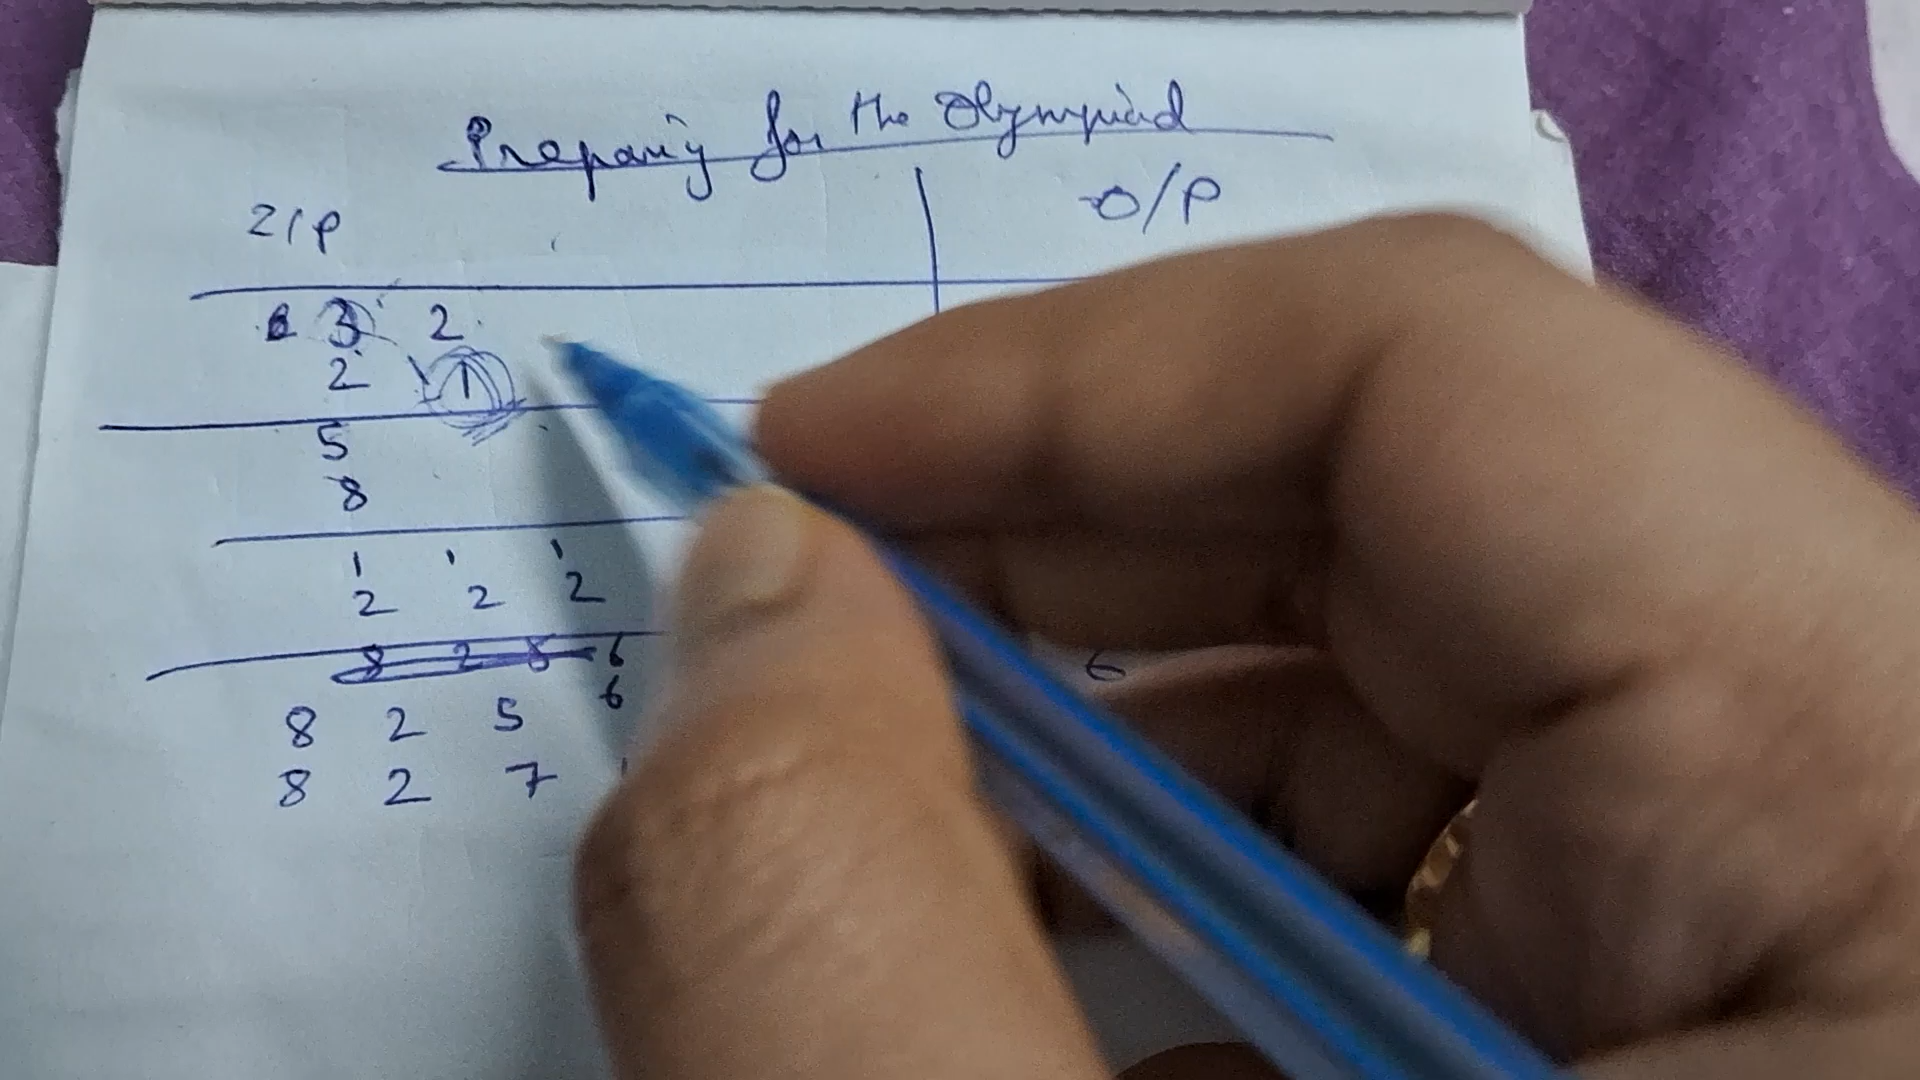 Preparing for the Olympiad
I/P O/P
3 2
2 1
5
8
1 1 1
2 2 2
6 6
8 2 5 6
8 2 7